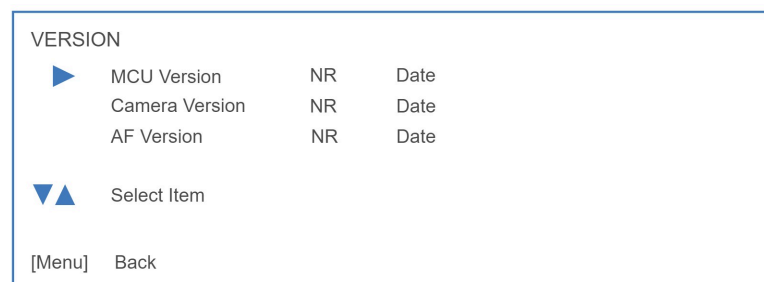 VERSION
MCU Version NR Date
Camera Version NR Date
AF Version NR Date
Select Item
[Menu] Back